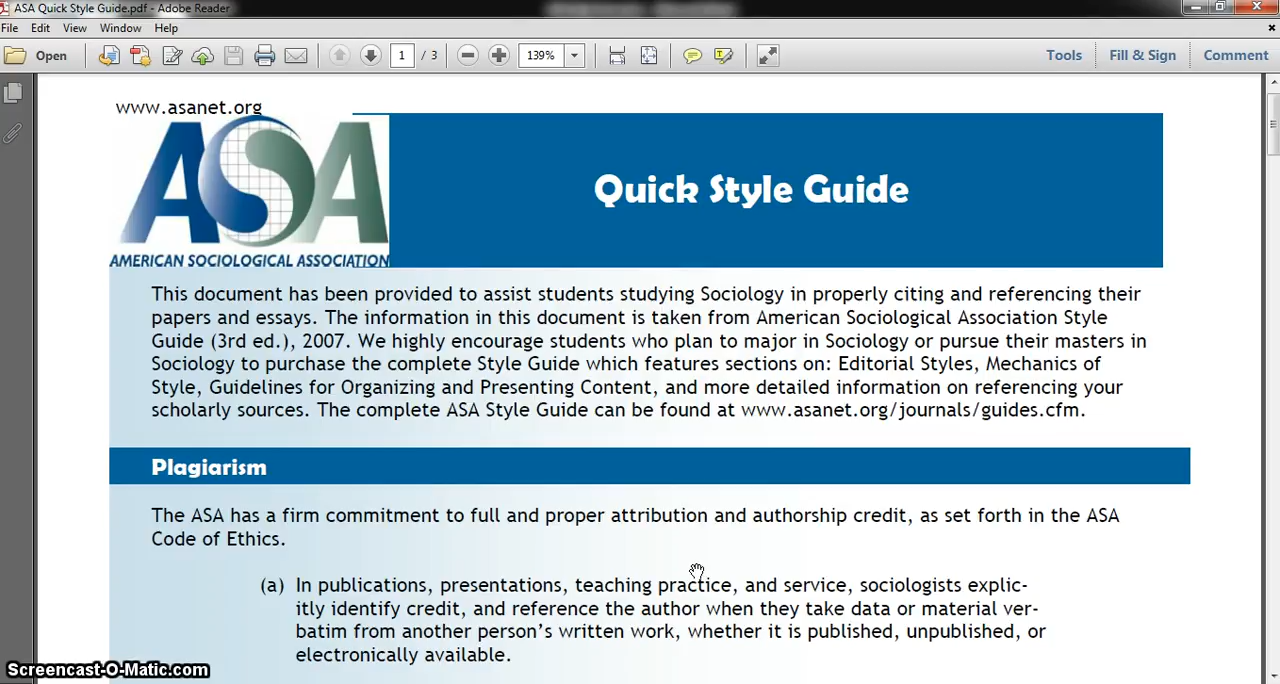 ASA Quick Style Guide.pdf - Adobe Reader
File Edit View Window Help
Open 1 / 3 139% Tools Fill & Sign Comment
www.asanet.org
ASA
AMERICAN SOCIOLOGICAL ASSOCIATION
Quick Style Guide
This document has been provided to assist students studying Sociology in properly citing and referencing their
papers and essays. The information in this document is taken from American Sociological Association Style
Guide (3rd ed.), 2007. We highly encourage students who plan to major in Sociology or pursue their masters in
Sociology to purchase the complete Style Guide which features sections on: Editorial Styles, Mechanics of
Style, Guidelines for Organizing and Presenting Content, and more detailed information on referencing your
scholarly sources. The complete ASA Style Guide can be found at www.asanet.org/journals/guides.cfm.
Plagiarism
The ASA has a firm commitment to full and proper attribution and authorship credit, as set forth in the ASA
Code of Ethics.
(a) In publications, presentations, teaching practice, and service, sociologists explic-
itly identify credit, and reference the author when they take data or material ver-
batim from another person's written work, whether it is published, unpublished, or
electronically available.
Screencast-O-Matic.com